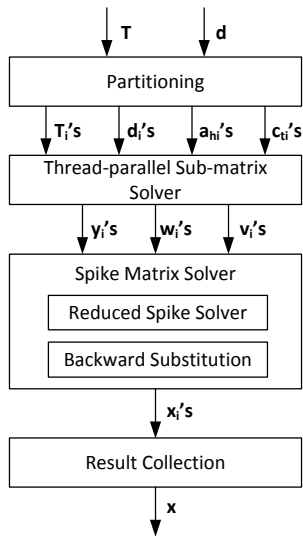 T d
Partitioning
Tᵢ's dᵢ's aₕᵢ's cₜᵢ's
Thread-parallel Sub-matrix
Solver
yᵢ's wᵢ's vᵢ's
Spike Matrix Solver
Reduced Spike Solver
Backward Substitution
xᵢ's
Result Collection
x